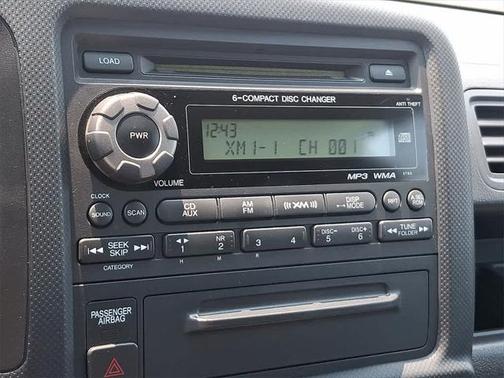 LOAD
6-COMPACT DISC CHANGER
ANTI THEFT
12:43
XM1-1 CH 001
PWR
VOLUME
MP3 WMA
CLOCK
SOUND
SCAN
CD
AUX
AM
FM
((XM))
DISP
MODE
RPT
A.SEL
SEEK
SKIP
CATEGORY
1
NR
2
3
4
DISC−
5
DISC+
6
TUNE
FOLDER
H
M
R
PASSENGER
AIRBAG